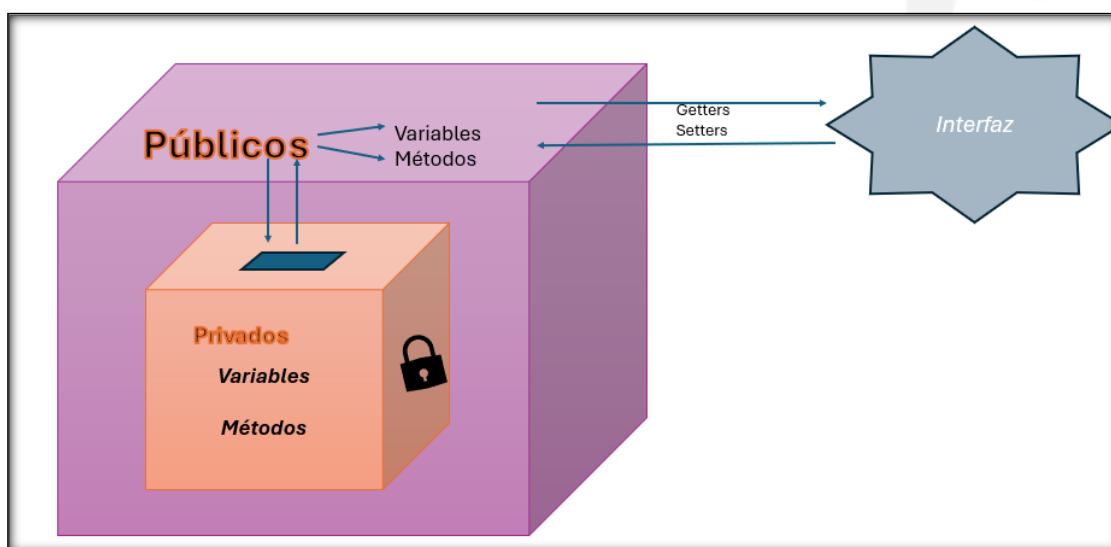 Públicos
Variables
Métodos
Getters
Setters
Interfaz
Privados
Variables
Métodos